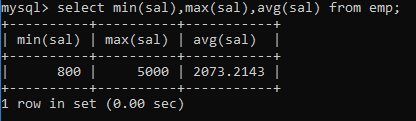 mysql> select min(sal),max(sal),avg(sal) from emp;
+----------+----------+-----------+
| min(sal) | max(sal) | avg(sal)  |
+----------+----------+-----------+
|      800 |     5000 | 2073.2143 |
+----------+----------+-----------+
1 row in set (0.00 sec)